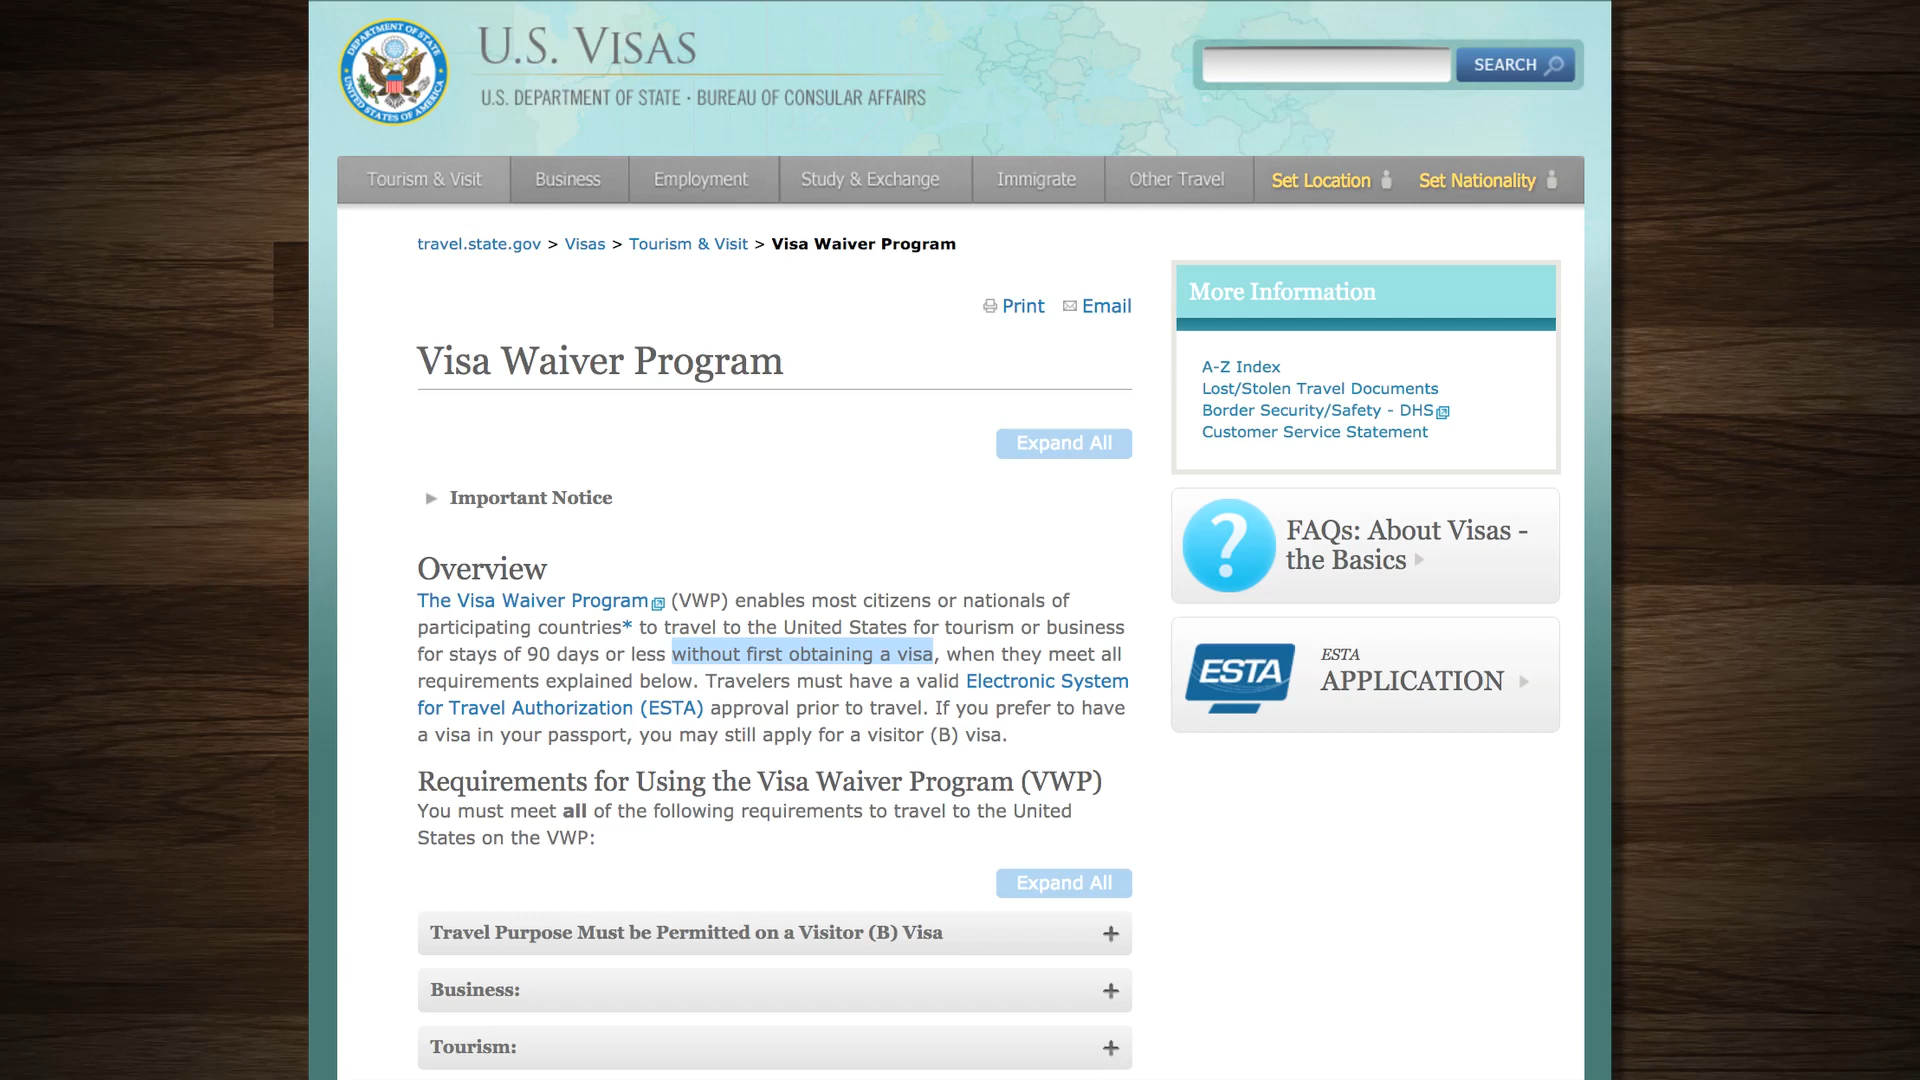 DEPARTMENT OF STATE
UNITED STATES OF AMERICA
U.S. VISAS
U.S. DEPARTMENT OF STATE • BUREAU OF CONSULAR AFFAIRS
SEARCH
Tourism & Visit Business Employment Study & Exchange Immigrate Other Travel Set Location Set Nationality
travel.state.gov > Visas > Tourism & Visit > Visa Waiver Program
Print Email
Visa Waiver Program
Expand All
Important Notice
Overview
The Visa Waiver Program (VWP) enables most citizens or nationals of
participating countries* to travel to the United States for tourism or business
for stays of 90 days or less without first obtaining a visa, when they meet all
requirements explained below. Travelers must have a valid Electronic System
for Travel Authorization (ESTA) approval prior to travel. If you prefer to have
a visa in your passport, you may still apply for a visitor (B) visa.
Requirements for Using the Visa Waiver Program (VWP)
You must meet all of the following requirements to travel to the United
States on the VWP:
Expand All
Travel Purpose Must be Permitted on a Visitor (B) Visa +
Business: +
Tourism: +
More Information
A-Z Index
Lost/Stolen Travel Documents
Border Security/Safety - DHS
Customer Service Statement
?
FAQs: About Visas -
the Basics
ESTA
ESTA
APPLICATION